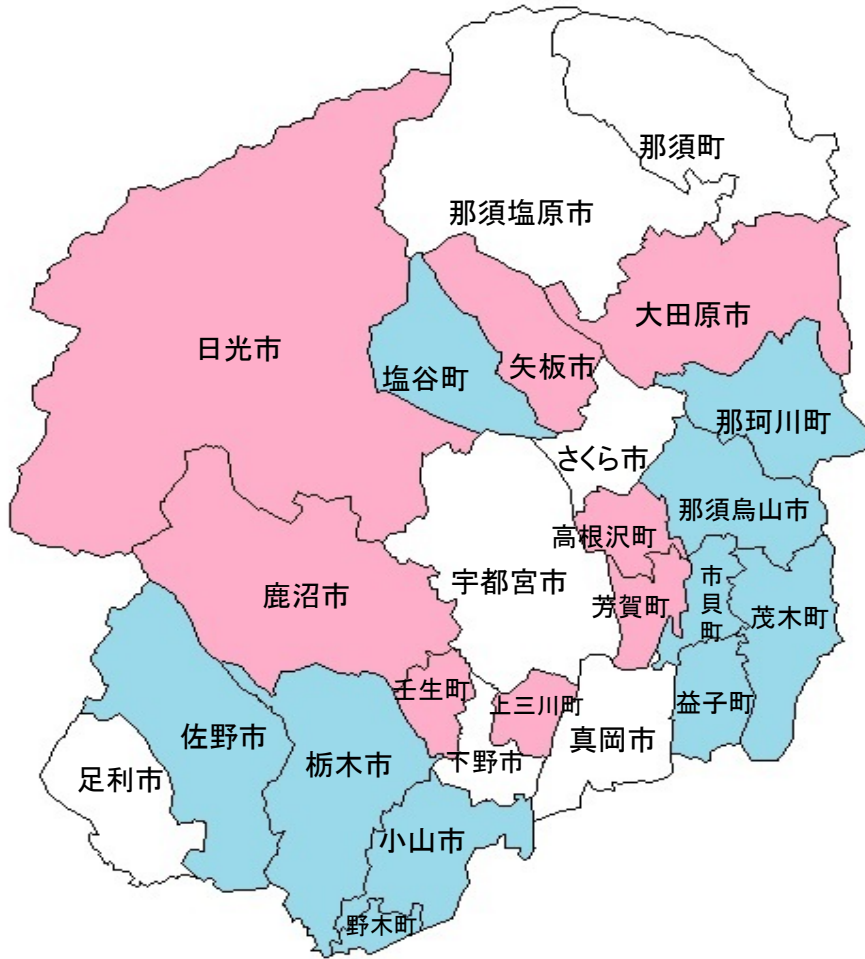 那須町
那須塩原市
大田原市
日光市
矢板市
塩谷町
那珂川町
さくら市
那須烏山市
高根沢町
宇都宮市
市貝町
鹿沼市
芳賀町
茂木町
壬生町
上三川町
益子町
佐野市
真岡市
下野市
栃木市
足利市
小山市
野木町